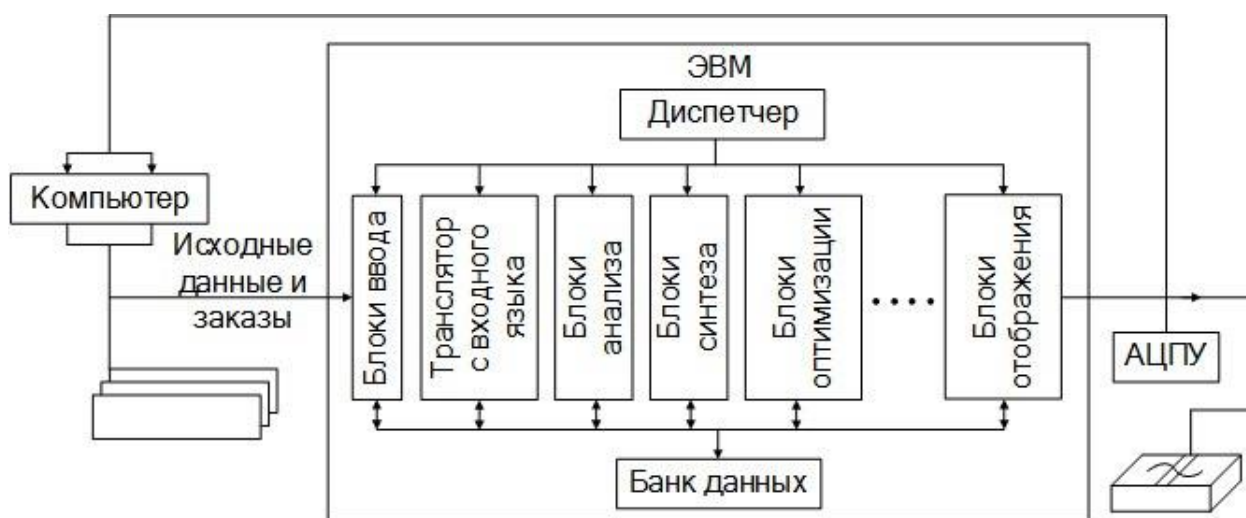 ЭВМ
Диспетчер
Компьютер
Исходные
данные и
заказы
Блоки ввода
Транслятор
с входного
языка
Блоки
анализа
Блоки
синтеза
Блоки
оптимизации
Блоки
отображения
АЦПУ
Банк данных